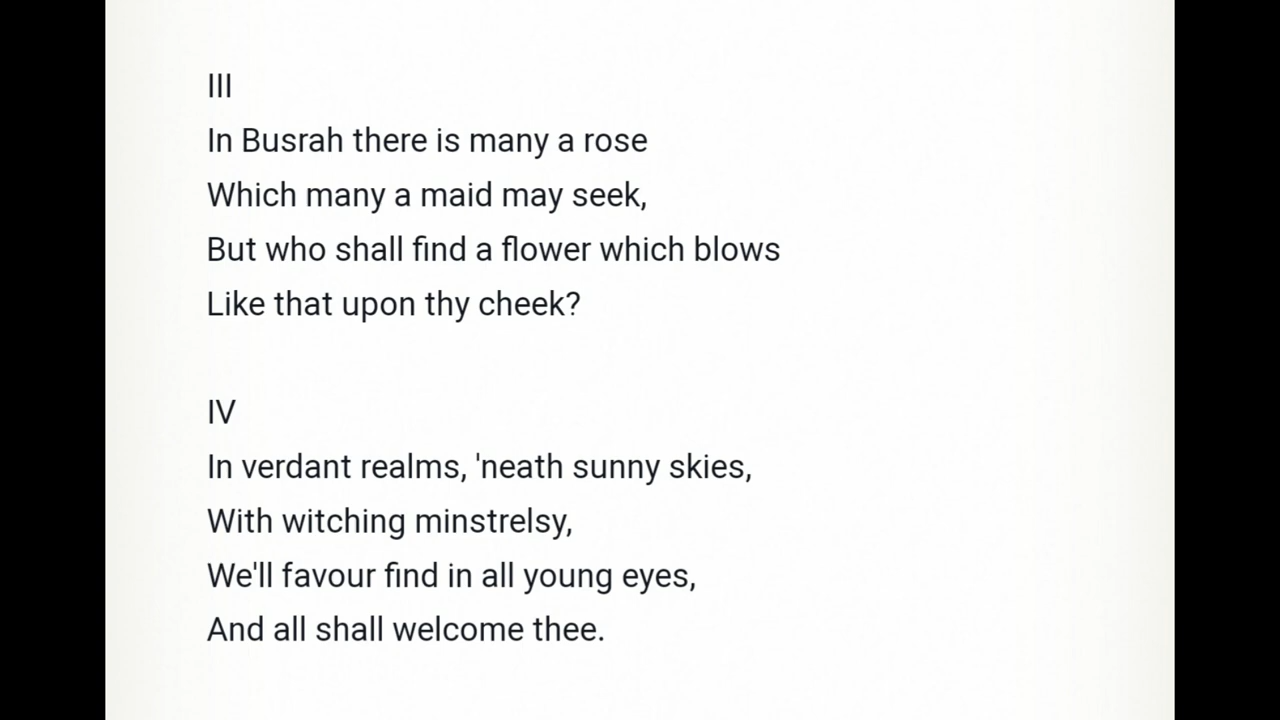 III
In Busrah there is many a rose
Which many a maid may seek,
But who shall find a flower which blows
Like that upon thy cheek?
IV
In verdant realms, 'neath sunny skies,
With witching minstrelsy,
We'll favour find in all young eyes,
And all shall welcome thee.